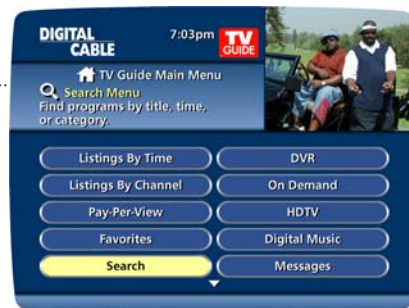 DIGITAL
CABLE
7:03pm
TV
GUIDE
TV Guide Main Menu
Search Menu
Find programs by title, time,
or category.
Listings By Time
DVR
Listings By Channel
On Demand
Pay-Per-View
HDTV
Favorites
Digital Music
Search
Messages